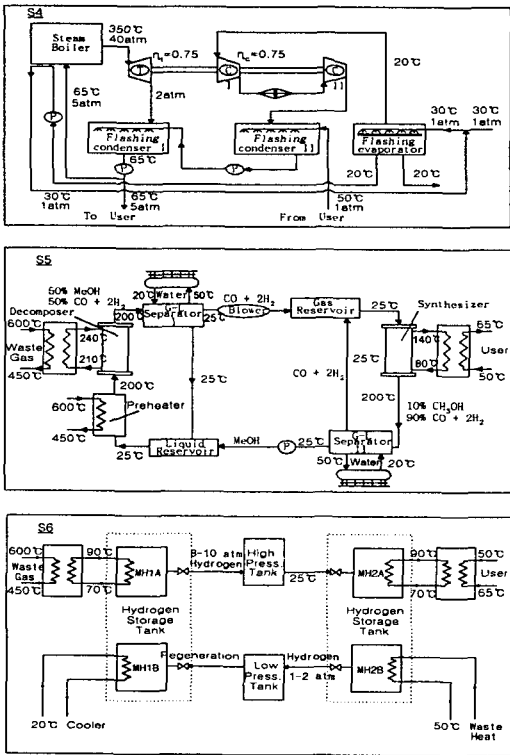 S4
Steam
Boiler
350℃
40atm
ηt=0.75
ηc=0.75
T
C
I
C
II
20℃
65℃
5atm
2atm
P
Flashing
condenser I
Flashing
condenser II
Flashing
evaporator
30℃
1atm
30℃
1atm
65℃
P
P
20℃
20℃
30℃
1atm
65℃
5atm
50℃
1atm
To User
From User
S5
50% MeOH
50% CO + 2H₂
Decomposer
200℃
20℃
Water
50℃
G-L
Separator
25℃
CO + 2H₂
Blower
Gas
Reservoir
25℃
Synthesizer
600℃
Waste
Gas
450℃
240℃
210℃
200℃
25℃
CO + 2H₂
25℃
140℃
80℃
65℃
User
50℃
200℃
10% CH₃OH
90% CO + 2H₂
600℃
450℃
Preheater
25℃
Liquid
Reservoir
MeOH
P
25℃
G-L
Separator
II
50℃
Water
20℃
S6
600℃
Waste
Gas
450℃
90℃
70℃
MH1A
8-10 atm
Hydrogen
High
Press.
Tank
25℃
MH2A
90℃
70℃
50℃
User
65℃
Hydrogen
Storage
Tank
Hydrogen
Storage
Tank
MH1B
Regeneration
Low
Press.
Tank
Hydrogen
1-2 atm
MH2B
20℃
Cooler
50℃
Waste
Heat